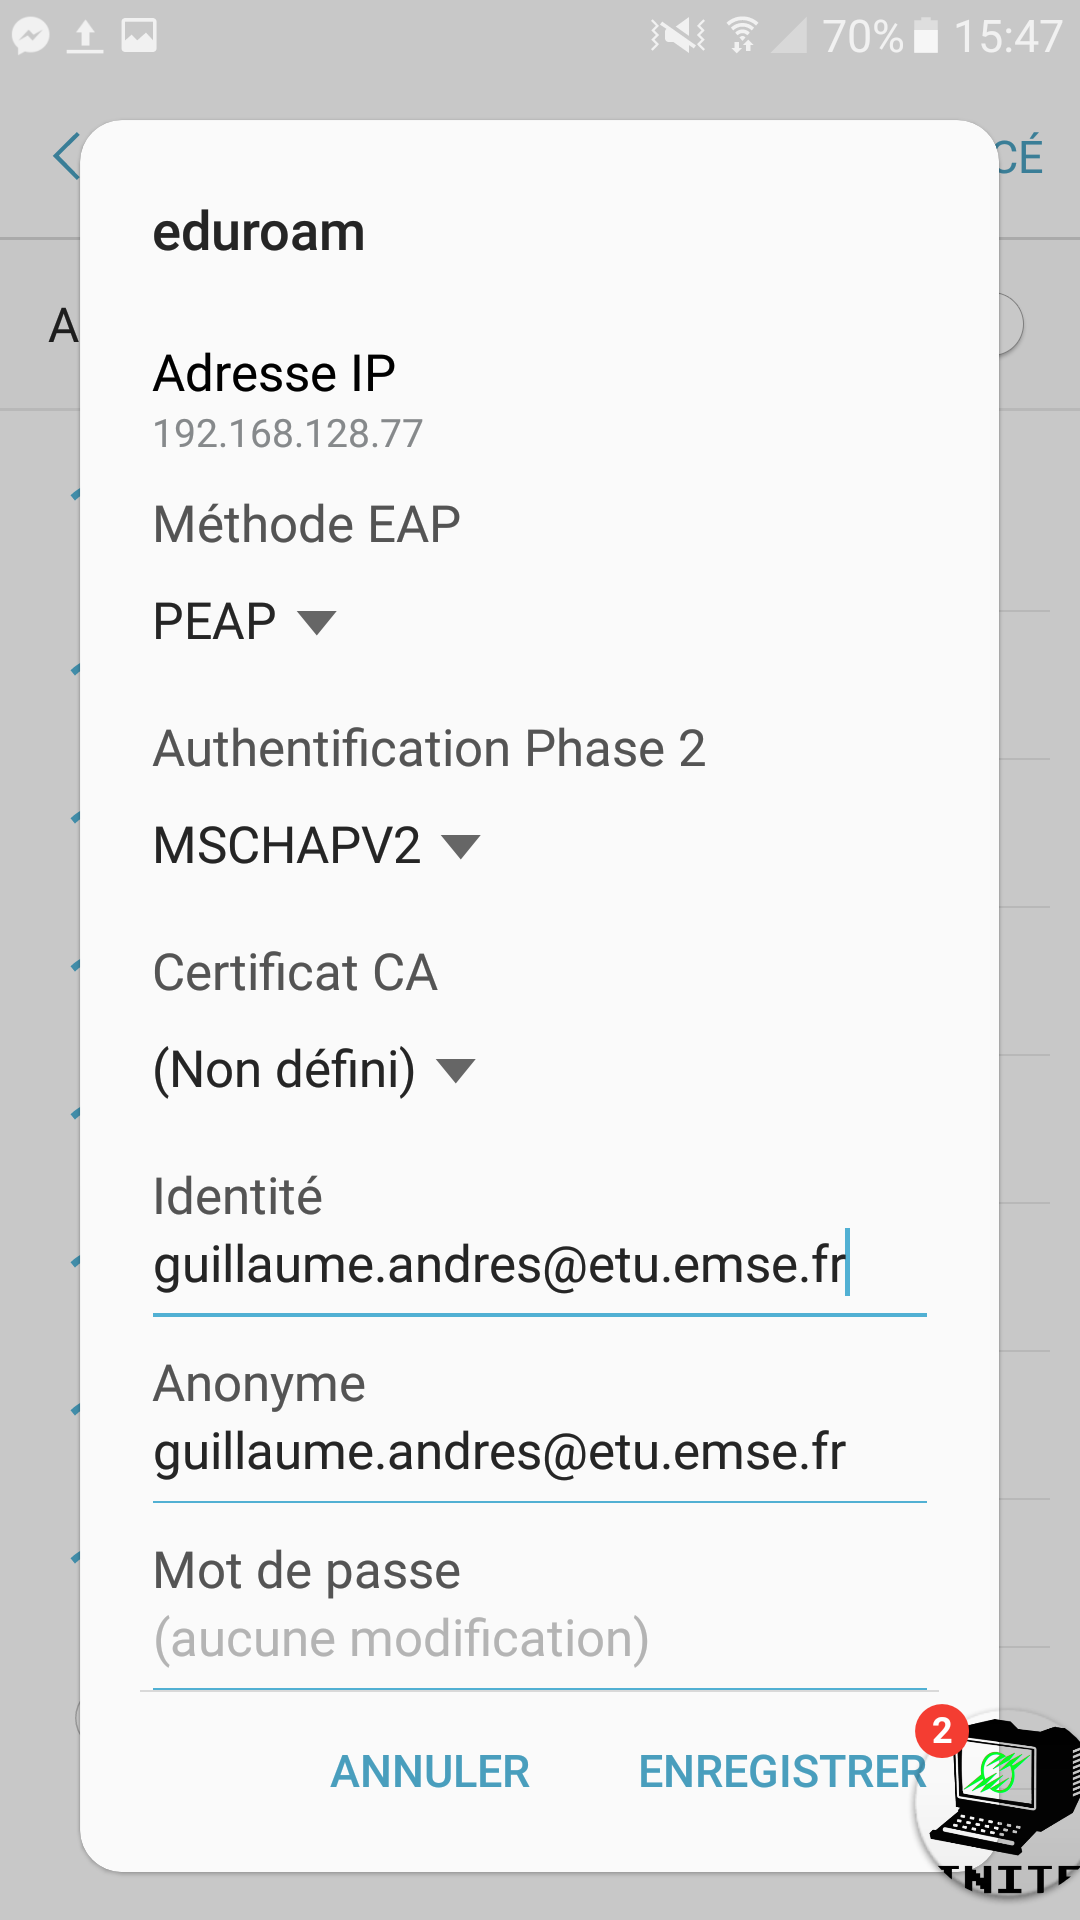 70% 15:47
CÉ
eduroam
A
Adresse IP
192.168.128.77
Méthode EAP
PEAP
Authentification Phase 2
MSCHAPV2
Certificat CA
(Non défini)
Identité
guillaume.andres@etu.emse.fr
Anonyme
guillaume.andres@etu.emse.fr
Mot de passe
(aucune modification)
2
ANNULER ENREGISTRER